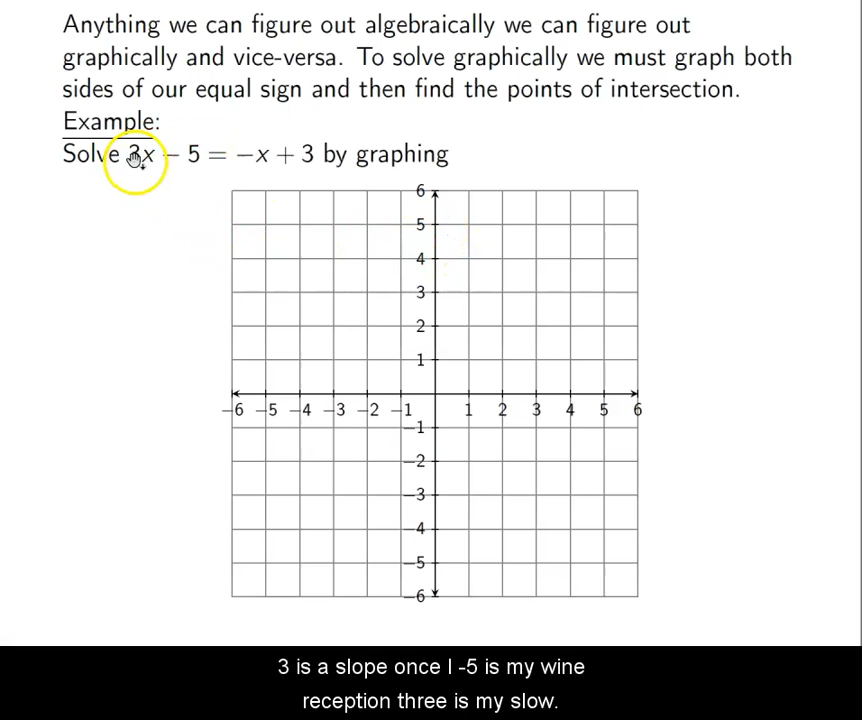 Anything we can figure out algebraically we can figure out
graphically and vice-versa. To solve graphically we must graph both
sides of our equal sign and then find the points of intersection.
Example:
Solve 3x − 5 = −x + 3 by graphing
6
5
4
3
2
1
−6 −5 −4 −3 −2 −1 1 2 3 4 5 6
−1
−2
−3
−4
−5
−6
3 is a slope once I -5 is my wine
reception three is my slow.